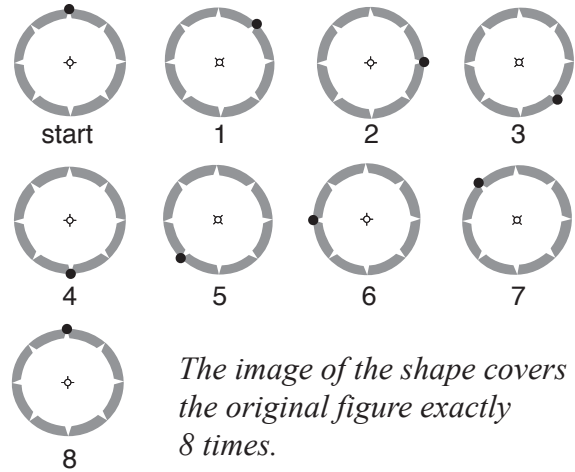 start
1
2
3
4
5
6
7
8
The image of the shape covers
the original figure exactly
8 times.